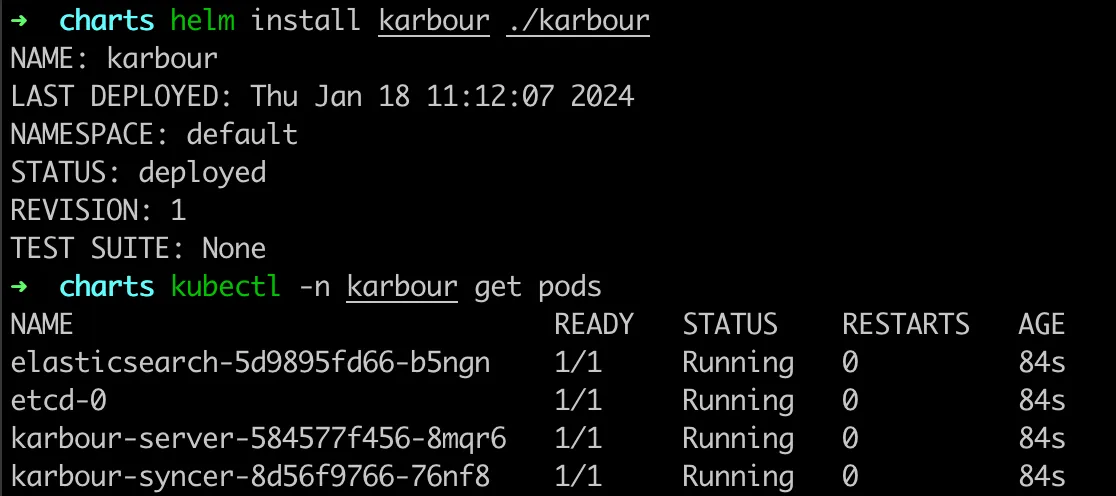 ➜  charts helm install karbour ./karbour
NAME: karbour
LAST DEPLOYED: Thu Jan 18 11:12:07 2024
NAMESPACE: default
STATUS: deployed
REVISION: 1
TEST SUITE: None
➜  charts kubectl -n karbour get pods
NAME                              READY   STATUS    RESTARTS   AGE
elasticsearch-5d9895fd66-b5ngn    1/1     Running   0          84s
etcd-0                            1/1     Running   0          84s
karbour-server-584577f456-8mqr6   1/1     Running   0          84s
karbour-syncer-8d56f9766-76nf8    1/1     Running   0          84s